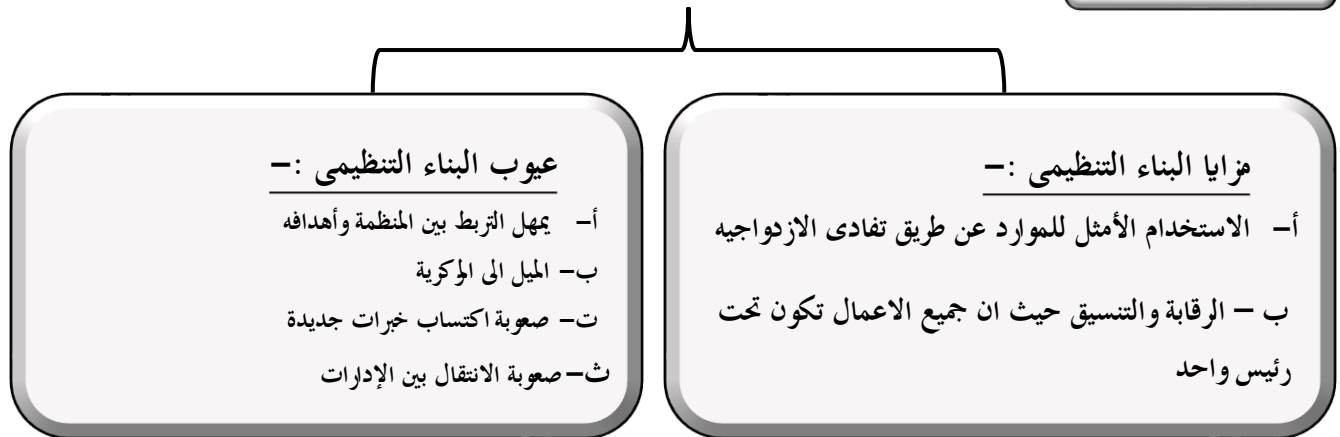 مزايا البناء التنظيمى :–
أ– الاستخدام الأمثل للموارد عن طريق تفادى الازدواجيه
ب – الرقابة والتنسيق حيث ان جميع الاعمال تكون تحت
رئيس واحد
عيوب البناء التنظيمى :–
أ– يمهل التربط بين المنظمة وأهدافه
ب– الميل الى المركزية
ت– صعوبة اكتساب خبرات جديدة
ث– صعوبة الانتقال بين الإدارات